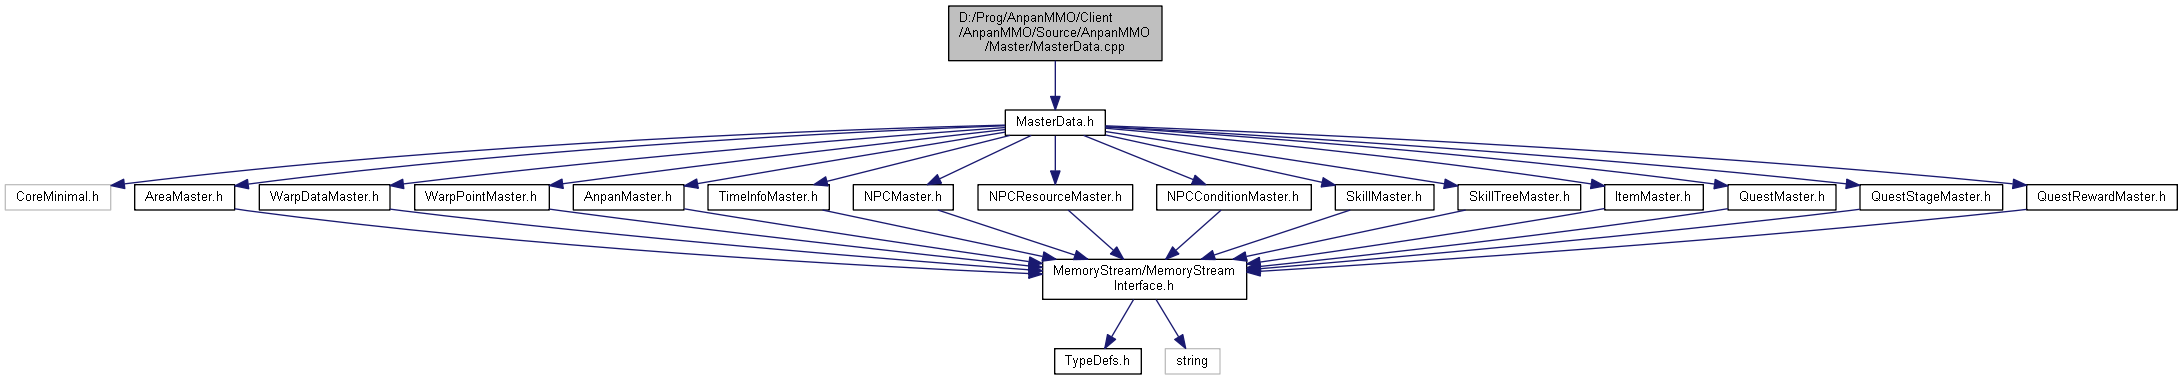 D:/Prog/AnpanMMO/Client
/AnpanMMO/Source/AnpanMMO
/Master/MasterData.cpp
MasterData.h
CoreMinimal.h
AreaMaster.h
WarpDataMaster.h
WarpPointMaster.h
AnpanMaster.h
TimeInfoMaster.h
NPCMaster.h
NPCResourceMaster.h
NPCConditionMaster.h
SkillMaster.h
SkillTreeMaster.h
ItemMaster.h
QuestMaster.h
QuestStageMaster.h
QuestRewardMaster.h
MemoryStream/MemoryStream
Interface.h
TypeDefs.h
string